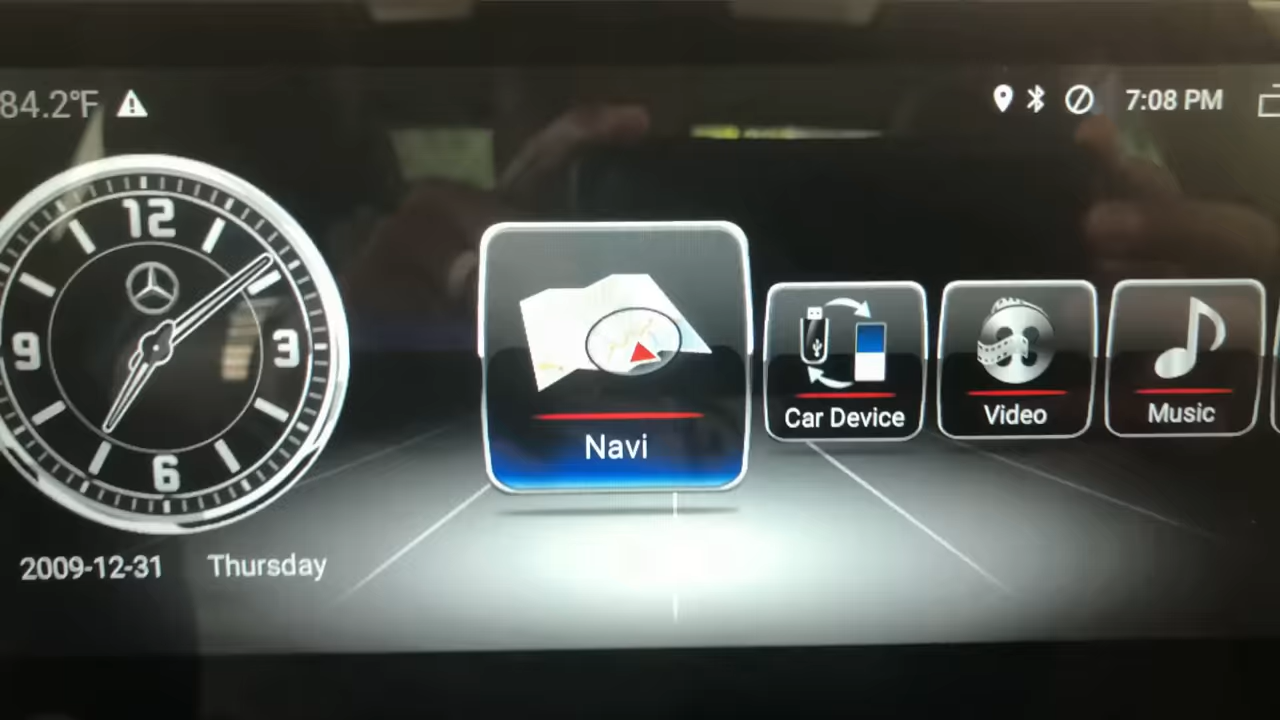 84.2°F
7:08 PM
12
9
3
6
Navi
Car Device
Video
Music
2009-12-31 Thursday